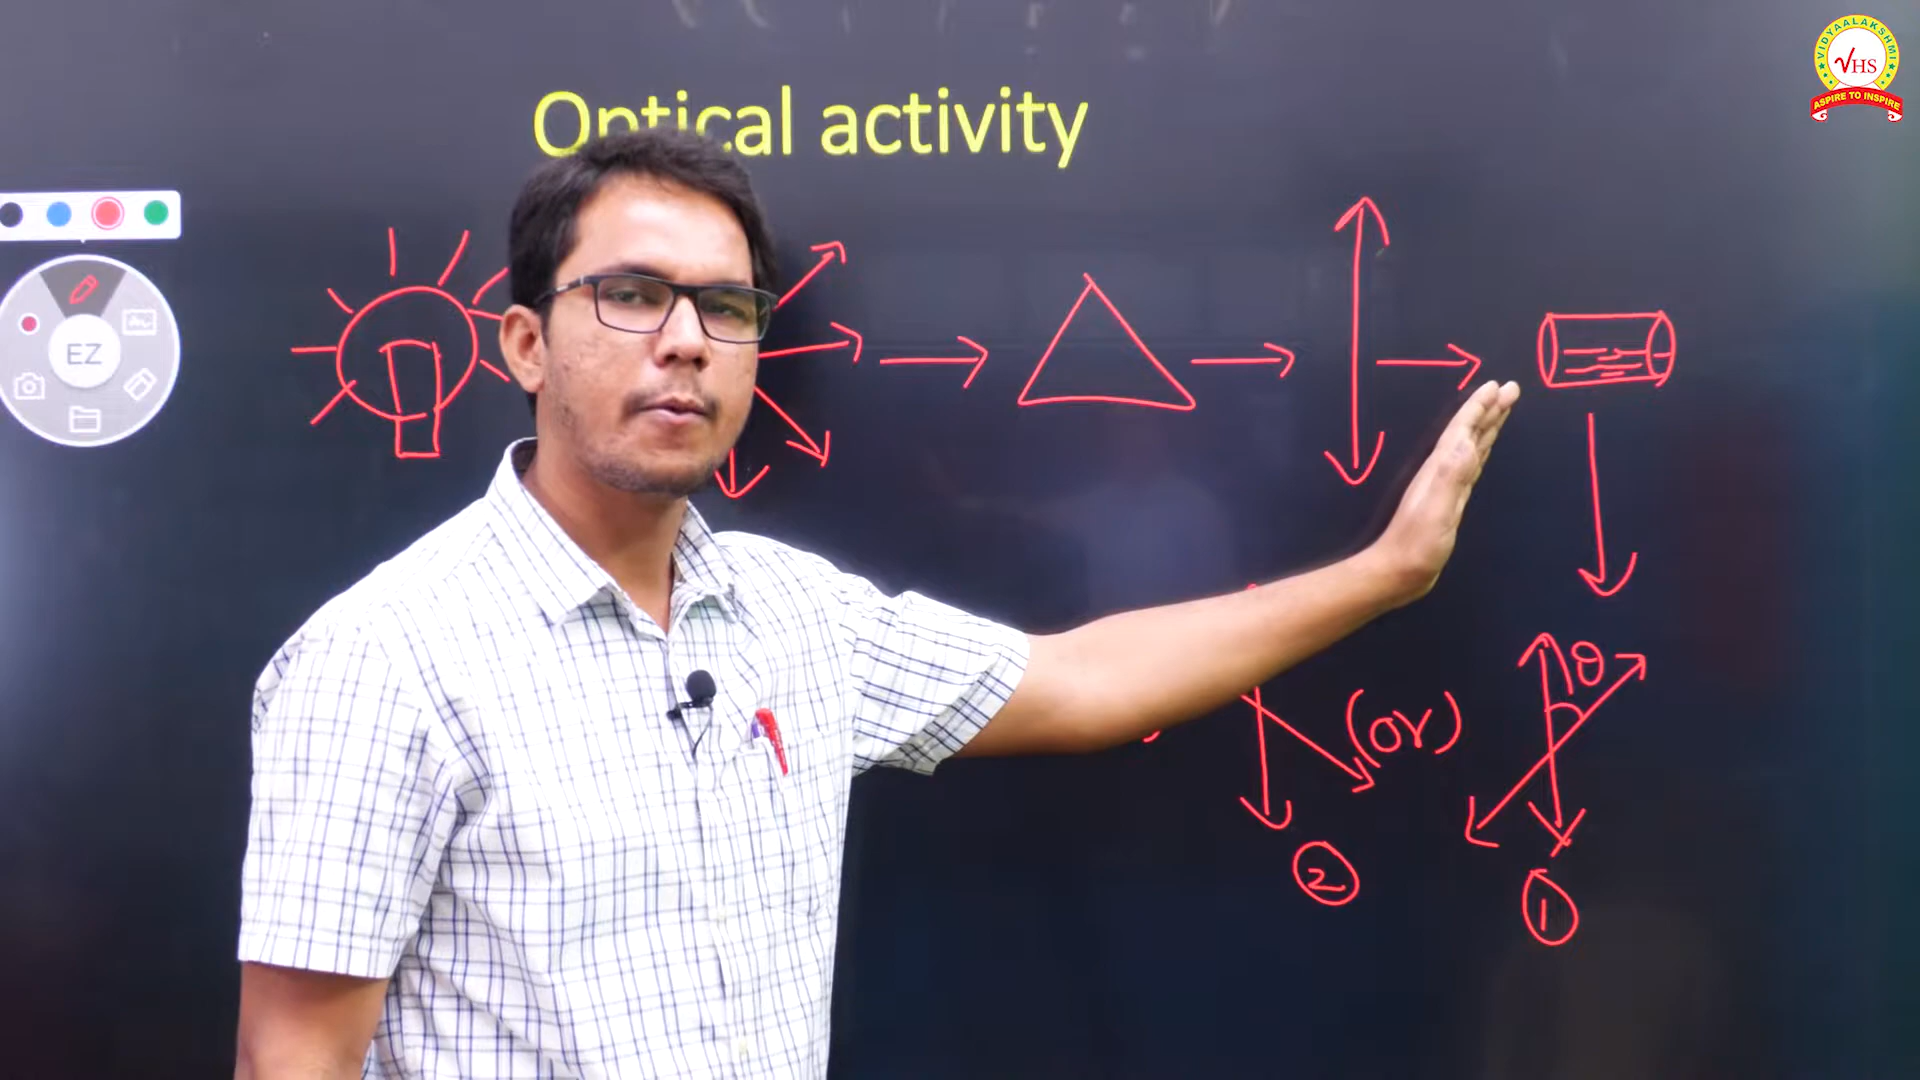 VIDYAALAKSHMI
VHS
ASPIRE TO INSPIRE
Optical activity
EZ
θ
(or)
2
1